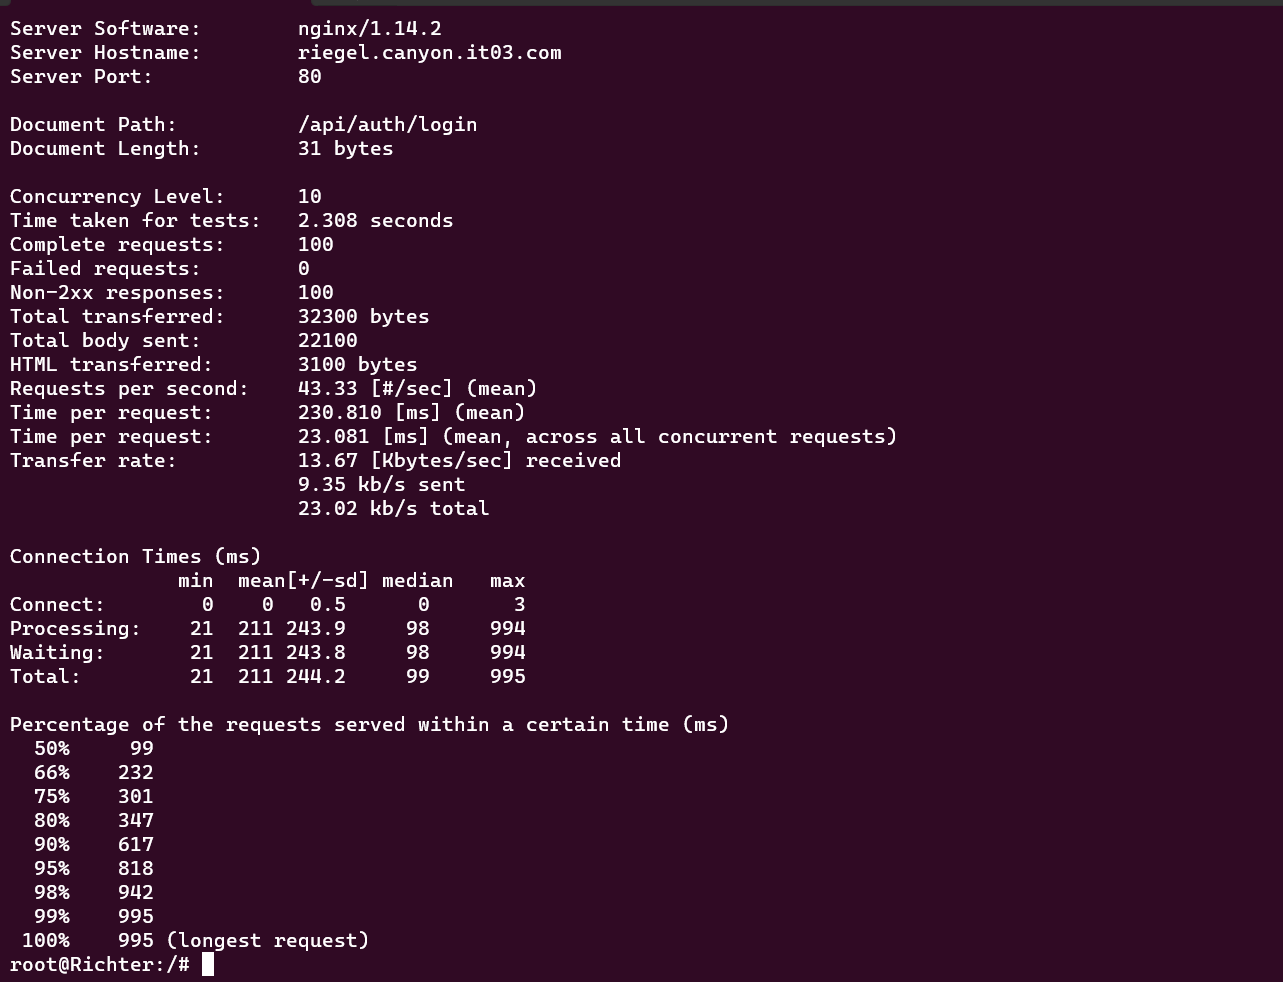 Server Software:        nginx/1.14.2
Server Hostname:        riegel.canyon.it03.com
Server Port:            80

Document Path:          /api/auth/login
Document Length:        31 bytes

Concurrency Level:      10
Time taken for tests:   2.308 seconds
Complete requests:      100
Failed requests:        0
Non-2xx responses:      100
Total transferred:      32300 bytes
Total body sent:        22100
HTML transferred:       3100 bytes
Requests per second:    43.33 [#/sec] (mean)
Time per request:       230.810 [ms] (mean)
Time per request:       23.081 [ms] (mean, across all concurrent requests)
Transfer rate:          13.67 [Kbytes/sec] received
                        9.35 kb/s sent
                        23.02 kb/s total

Connection Times (ms)
              min  mean[+/-sd] median   max
Connect:        0    0   0.5      0       3
Processing:    21  211 243.9     98     994
Waiting:       21  211 243.8     98     994
Total:         21  211 244.2     99     995

Percentage of the requests served within a certain time (ms)
  50%     99
  66%    232
  75%    301
  80%    347
  90%    617
  95%    818
  98%    942
  99%    995
 100%    995 (longest request)
root@Richter:/#